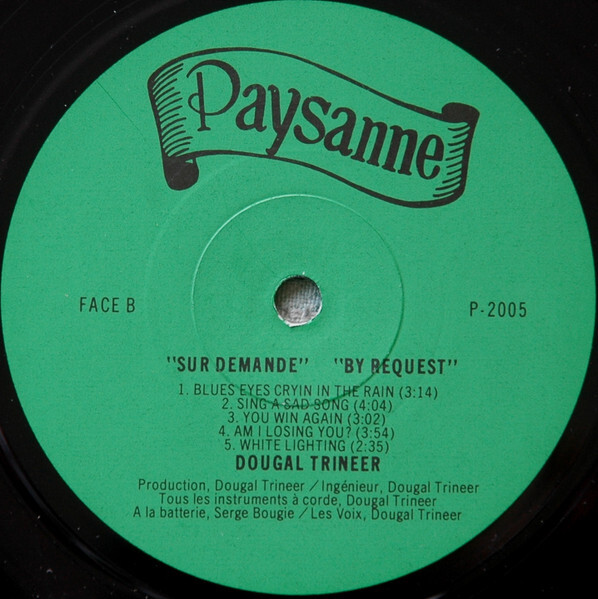 Paysanne
FACE B
P-2005
"SUR DEMANDE" "BY REQUEST"
1. BLUES EYES CRYIN IN THE RAIN (3:14)
2. SING A SAD SONG (4:04)
3. YOU WIN AGAIN (3:02)
4. AM I LOSING YOU? (3:54)
5. WHITE LIGHTING (2:35)
DOUGAL TRINEER
Production, Dougal Trineer / Ingénieur, Dougal Trineer
Tous les instruments à corde, Dougal Trineer
A la batterie, Serge Bougie / Les Voix, Dougal Trineer